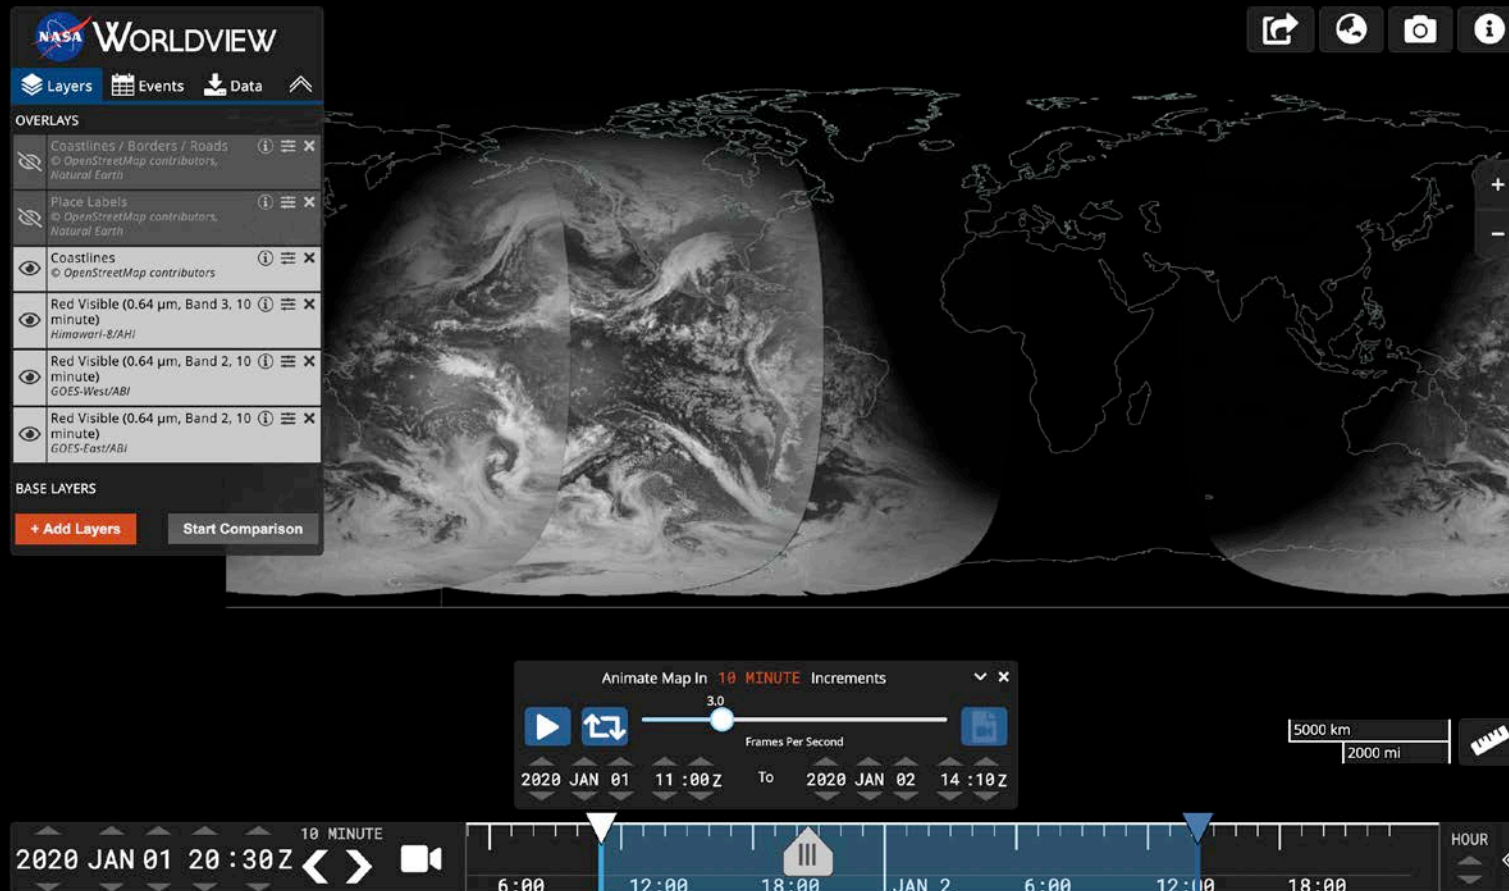 NASA WORLDVIEW
Layers Events Data
OVERLAYS
Coastlines / Borders / Roads
© OpenStreetMap contributors,
Natural Earth
Place Labels
© OpenStreetMap contributors,
Natural Earth
Coastlines
© OpenStreetMap contributors
Red Visible (0.64 µm, Band 3, 10
minute)
Himawari-8/AHI
Red Visible (0.64 µm, Band 2, 10
minute)
GOES-West/ABI
Red Visible (0.64 µm, Band 2, 10
minute)
GOES-East/ABI
BASE LAYERS
+ Add Layers Start Comparison
Animate Map In 10 MINUTE Increments
3.0
Frames Per Second
2020 JAN 01 11:00Z To 2020 JAN 02 14:10Z
5000 km
2000 mi
10 MINUTE
2020 JAN 01 20:30Z
HOUR
6:00 12:00 18:00 JAN 2 6:00 12:00 18:00